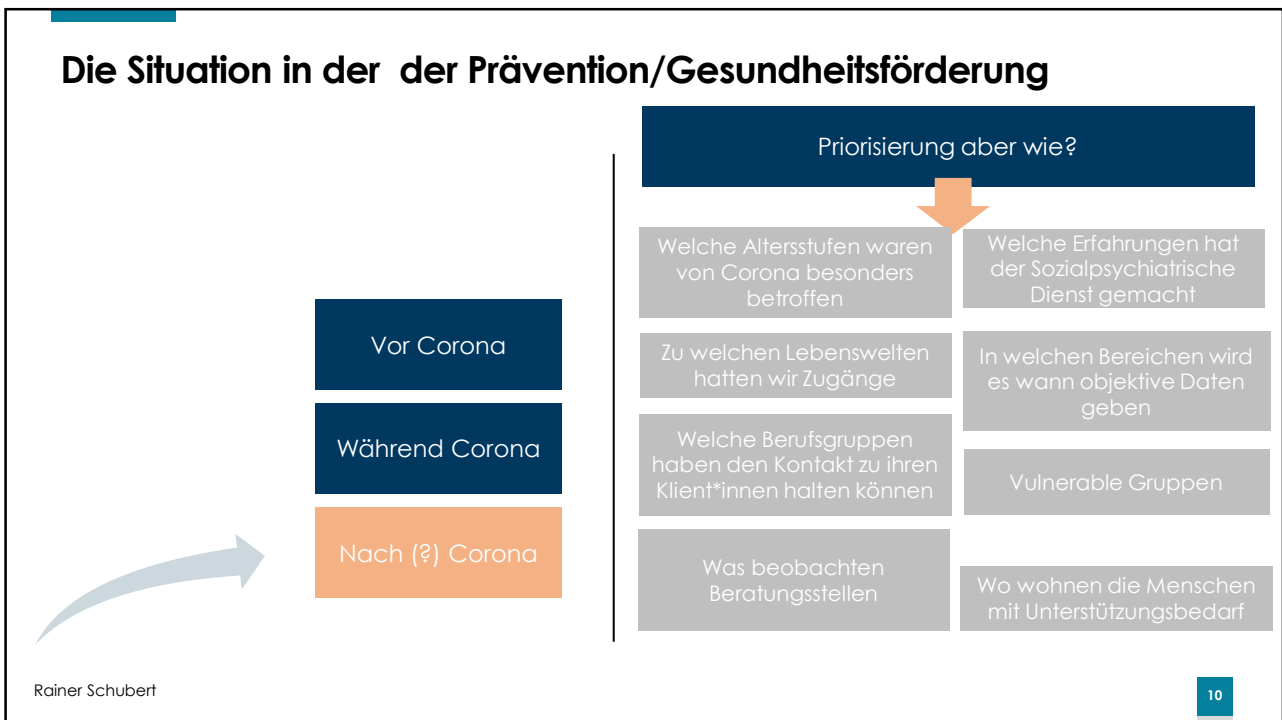 Die Situation in der der Prävention/Gesundheitsförderung
Vor Corona
Während Corona
Nach (?) Corona
Priorisierung aber wie?
Welche Altersstufen waren
von Corona besonders
betroffen
Welche Erfahrungen hat
der Sozialpsychiatrische
Dienst gemacht
Zu welchen Lebenswelten
hatten wir Zugänge
In welchen Bereichen wird
es wann objektive Daten
geben
Welche Berufsgruppen
haben den Kontakt zu ihren
Klient*innen halten können
Vulnerable Gruppen
Was beobachten
Beratungsstellen
Wo wohnen die Menschen
mit Unterstützungsbedarf
Rainer Schubert
10